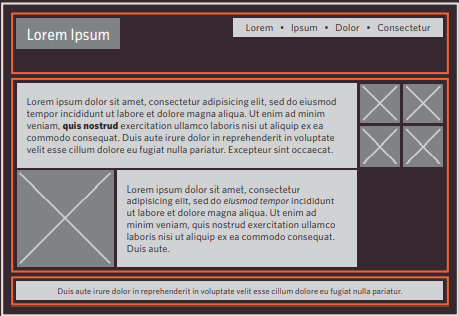 Lorem Ipsum
Lorem • Ipsum • Dolor • Consectetur
Lorem ipsum dolor sit amet, consectetur adipisicing elit, sed do eiusmod
tempor incididunt ut labore et dolore magna aliqua. Ut enim ad minim
veniam, quis nostrud exercitation ullamco laboris nisi ut aliquip ex ea
commodo consequat. Duis aute irure dolor in reprehenderit in voluptate
velit esse cillum dolore eu fugiat nulla pariatur. Excepteur sint occaecat.
Lorem ipsum dolor sit amet, consectetur
adipisicing elit, sed do eiusmod tempor incididunt
ut labore et dolore magna aliqua. Ut enim ad
minim veniam, quis nostrud exercitation ullamco
laboris nisi ut aliquip ex ea commodo consequat.
Duis aute.
Duis aute irure dolor in reprehenderit in voluptate velit esse cillum dolore eu fugiat nulla pariatur.